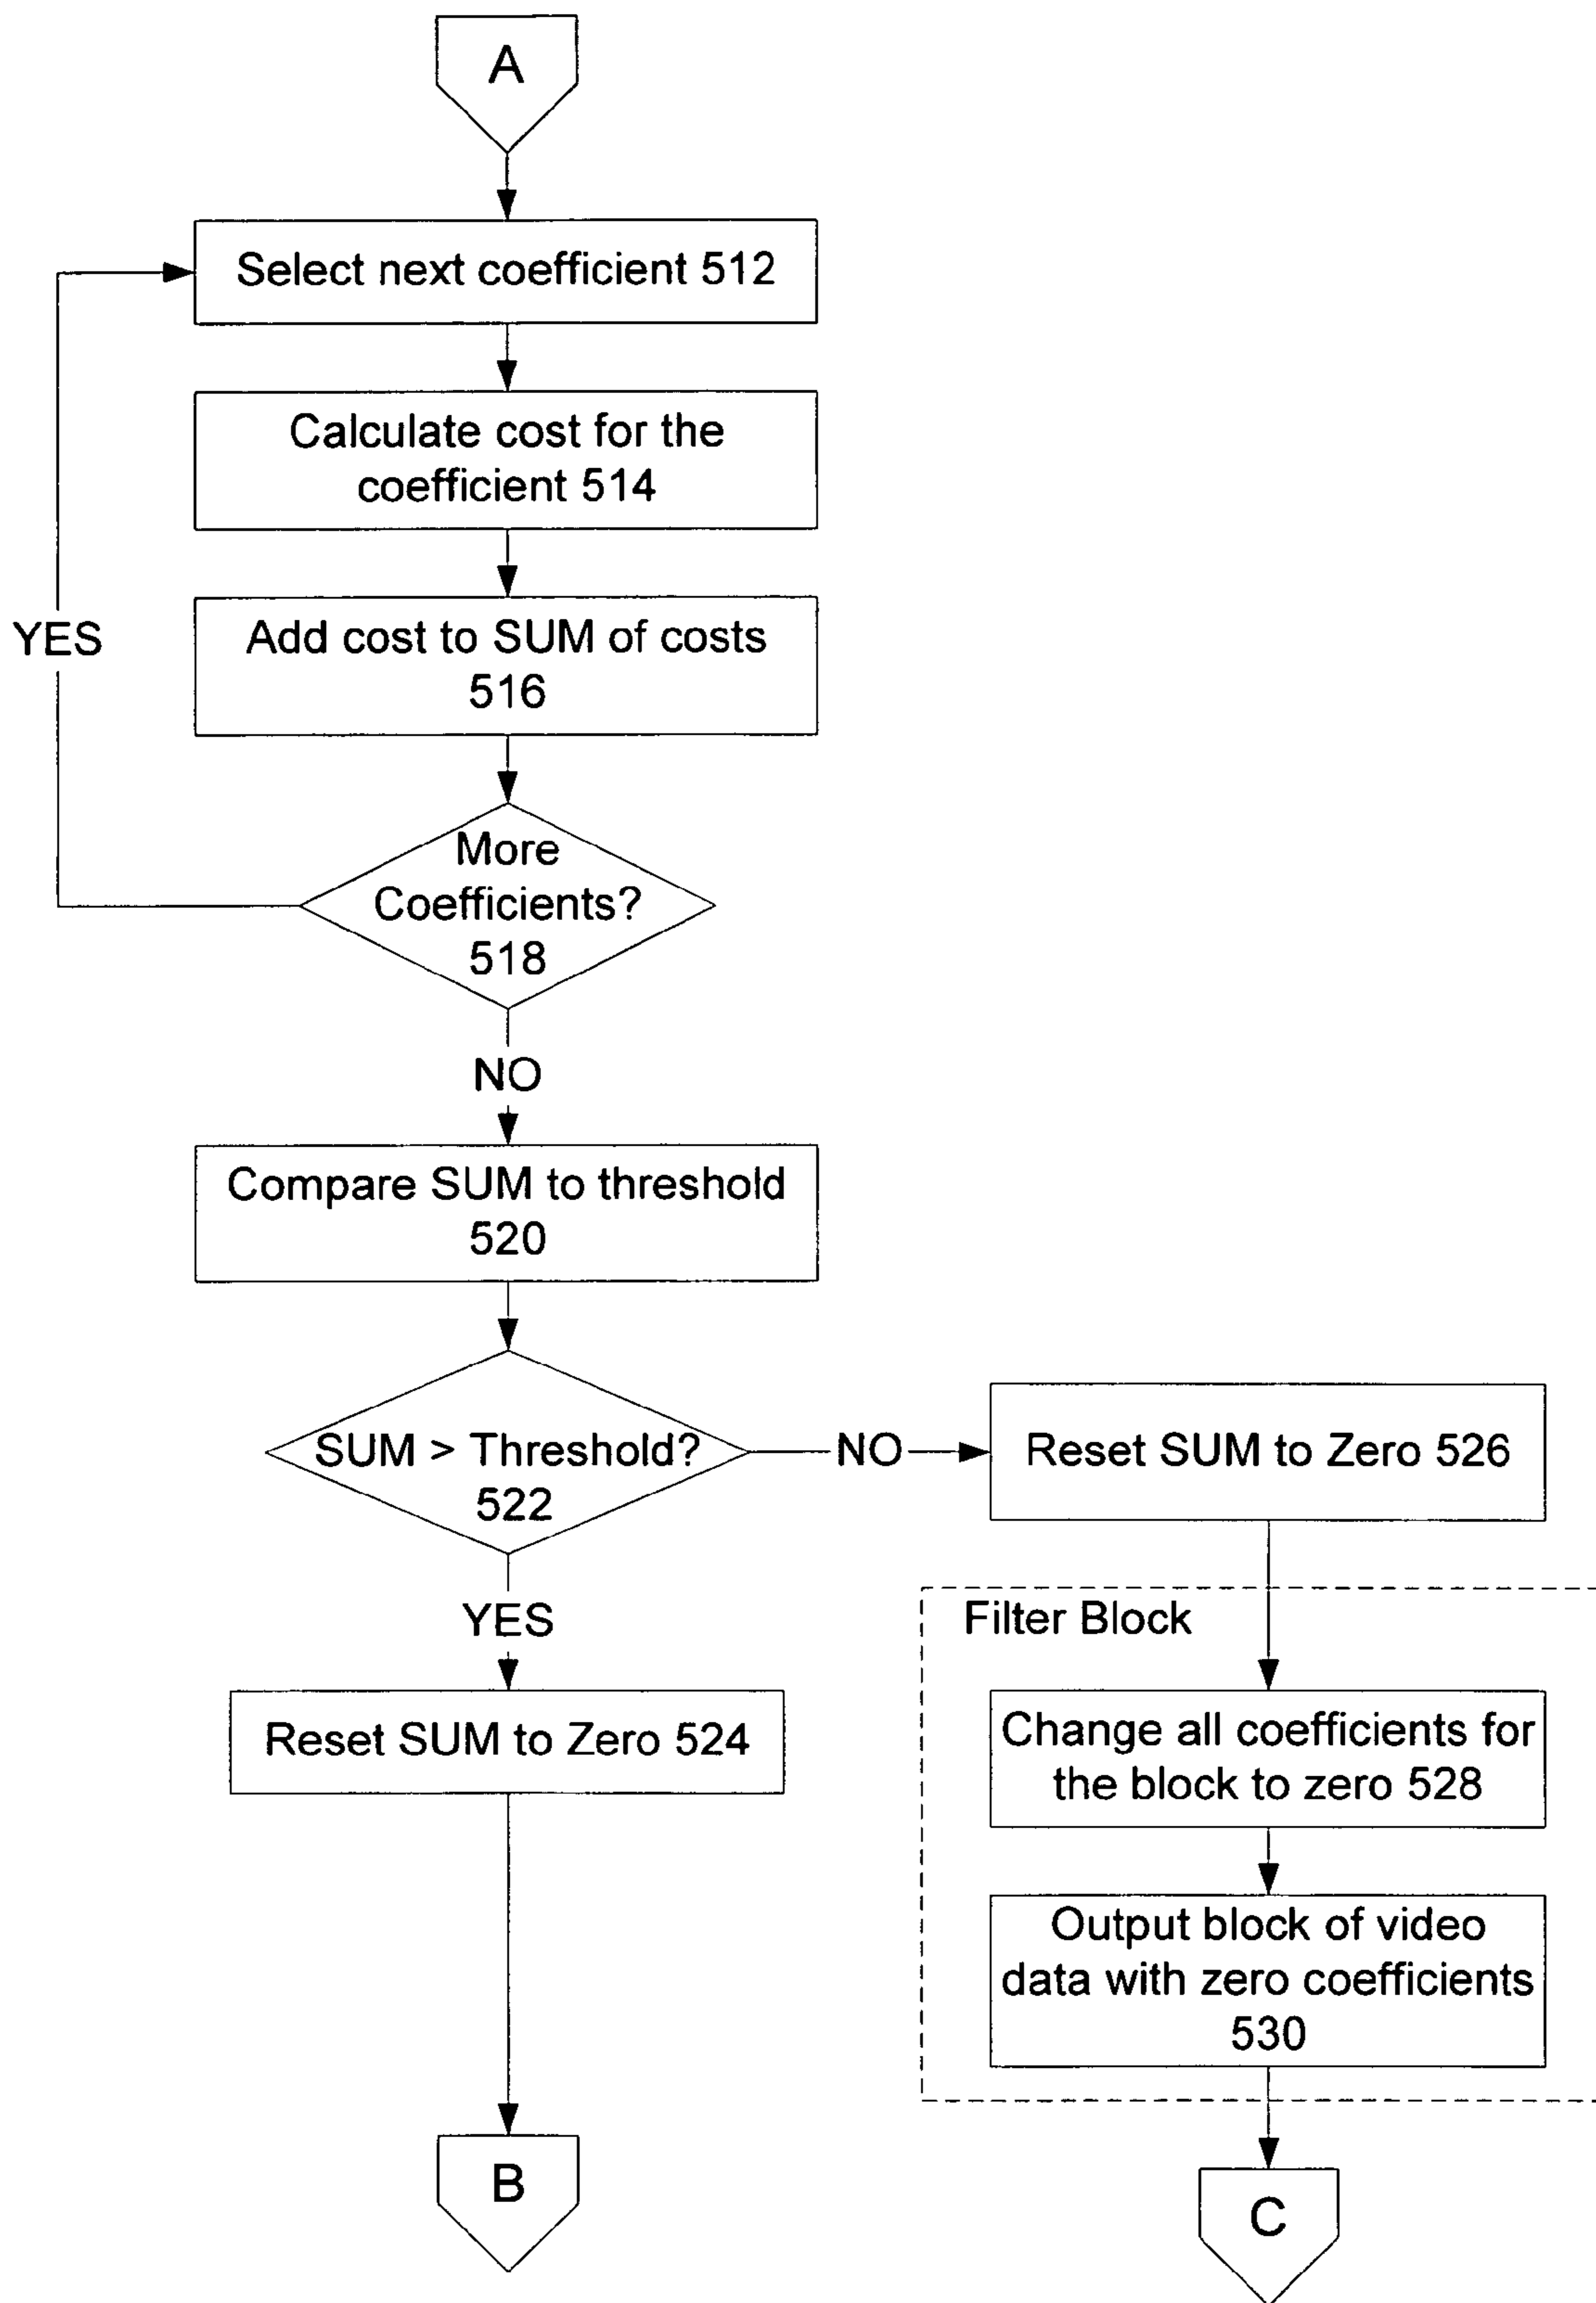 A
Select next coefficient 512
Calculate cost for the
coefficient 514
YES
Add cost to SUM of costs
516
More
Coefficients?
518
NO
Compare SUM to threshold
520
SUM > Threshold?
522
NO
Reset SUM to Zero 526
YES
Filter Block
Reset SUM to Zero 524
Change all coefficients for
the block to zero 528
Output block of video
data with zero coefficients
530
B
C